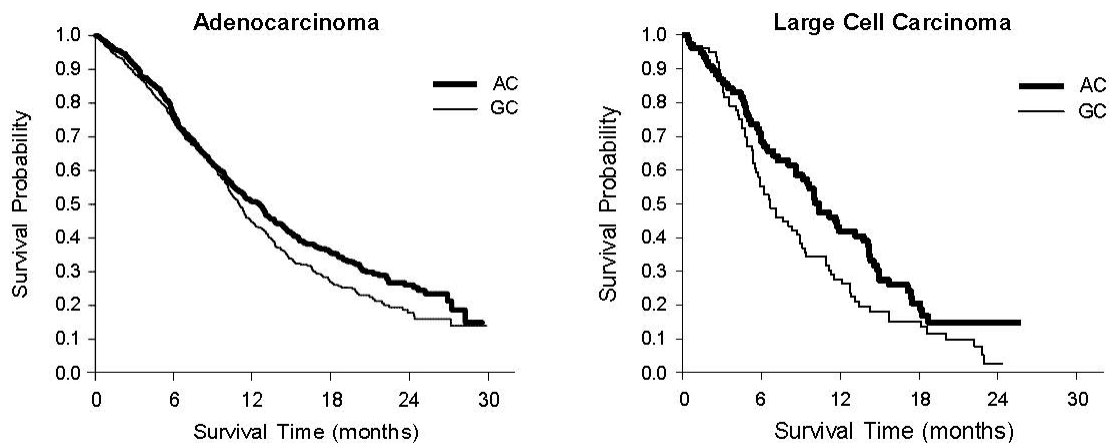 Adenocarcinoma
1.0
0.9
0.8
0.7
0.6
0.5
0.4
0.3
0.2
0.1
0.0
Survival Probability
AC
GC
0 6 12 18 24 30
Survival Time (months)
Large Cell Carcinoma
1.0
0.9
0.8
0.7
0.6
0.5
0.4
0.3
0.2
0.1
0.0
Survival Probability
AC
GC
0 6 12 18 24 30
Survival Time (months)